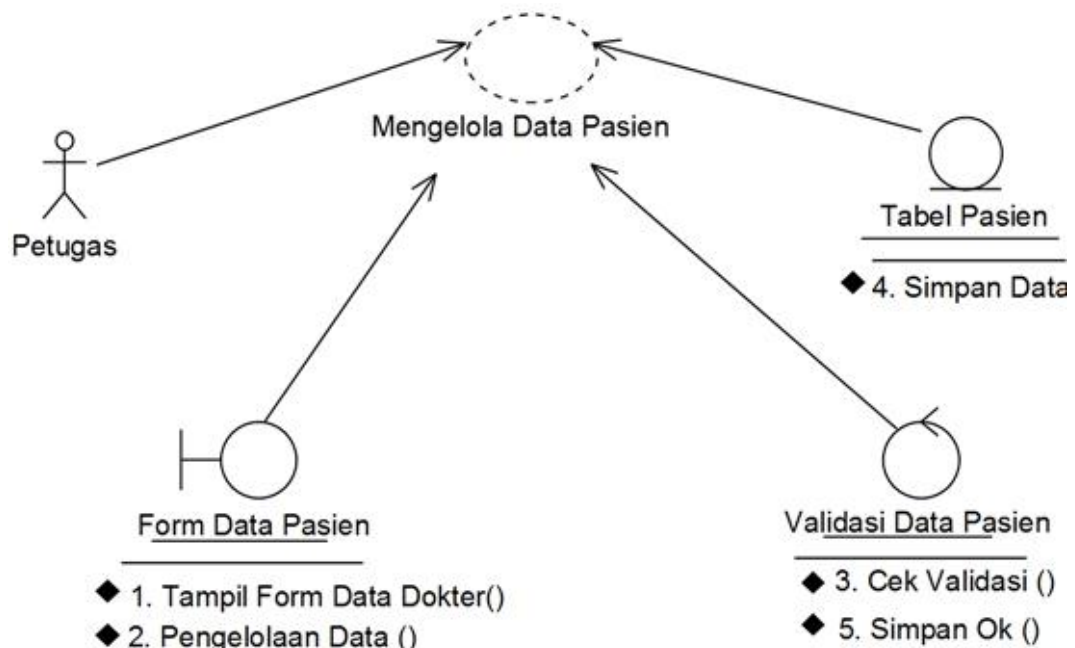 Mengelola Data Pasien
Petugas
Tabel Pasien
4. Simpan Data
Form Data Pasien
1. Tampil Form Data Dokter()
2. Pengelolaan Data ()
Validasi Data Pasien
3. Cek Validasi ()
5. Simpan Ok ()